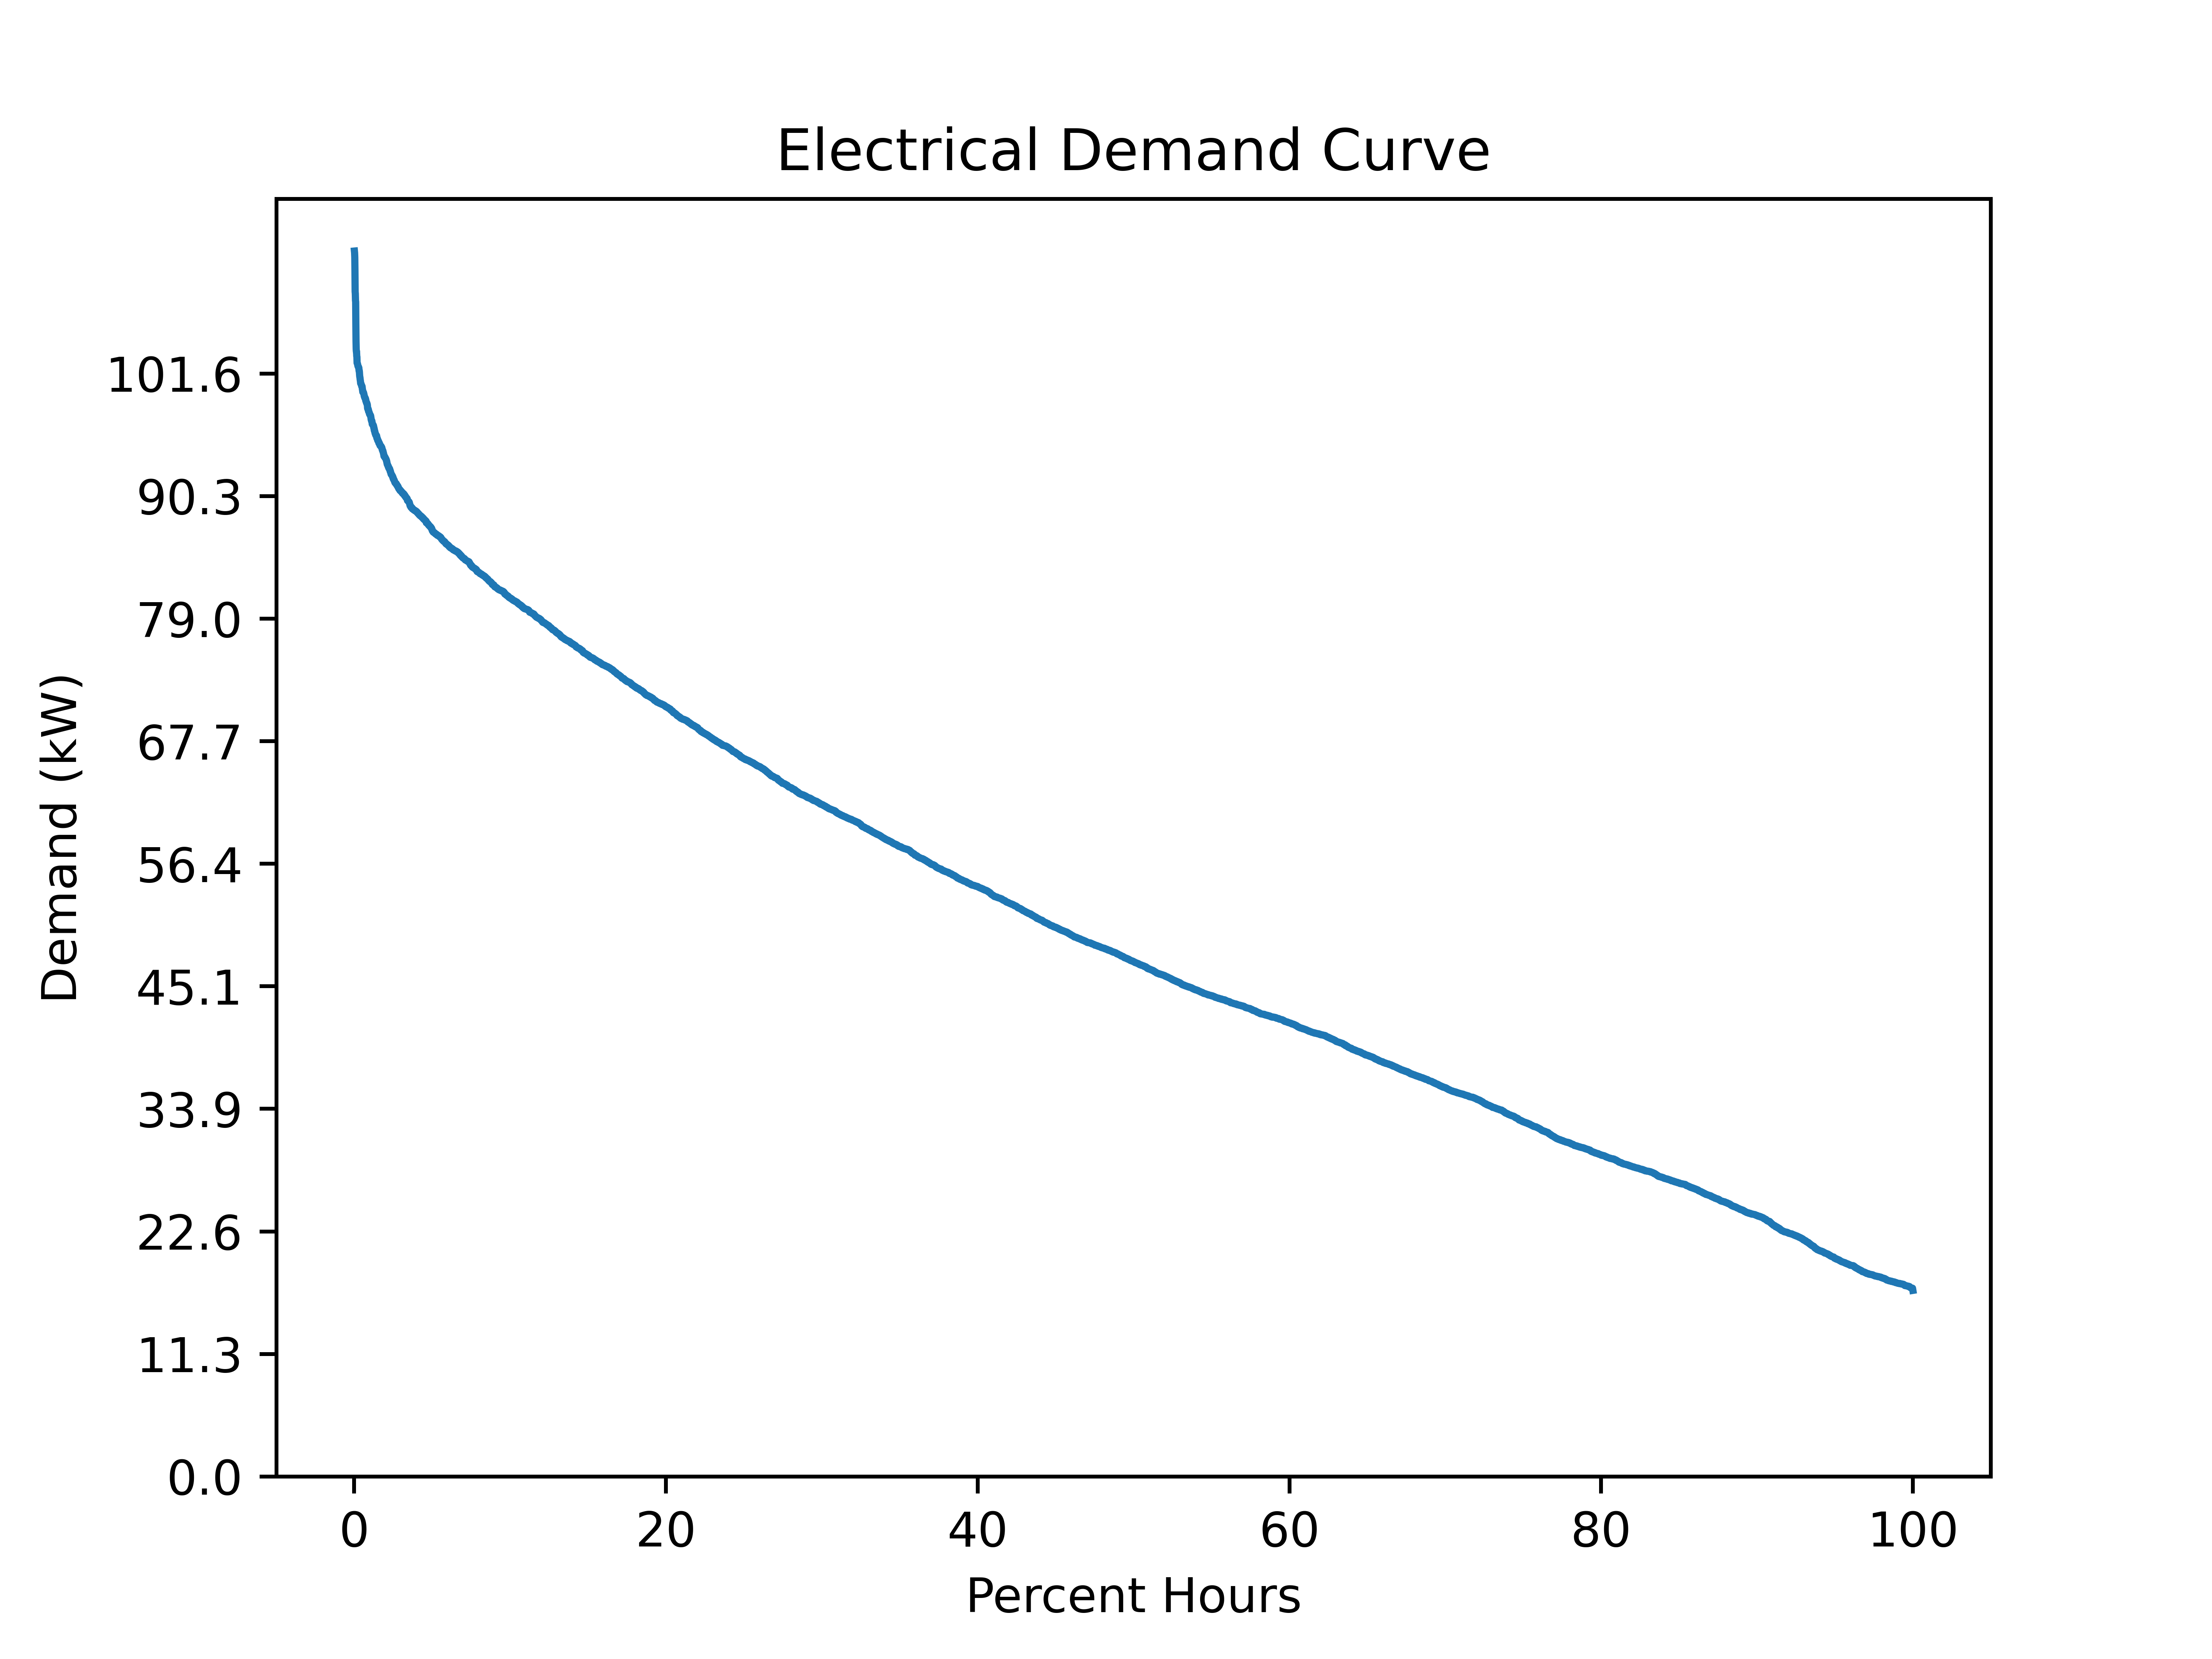 Electrical Demand Curve
Demand (kW)
101.6
90.3
79.0
67.7
56.4
45.1
33.9
22.6
11.3
0.0
0 20 40 60 80 100
Percent Hours